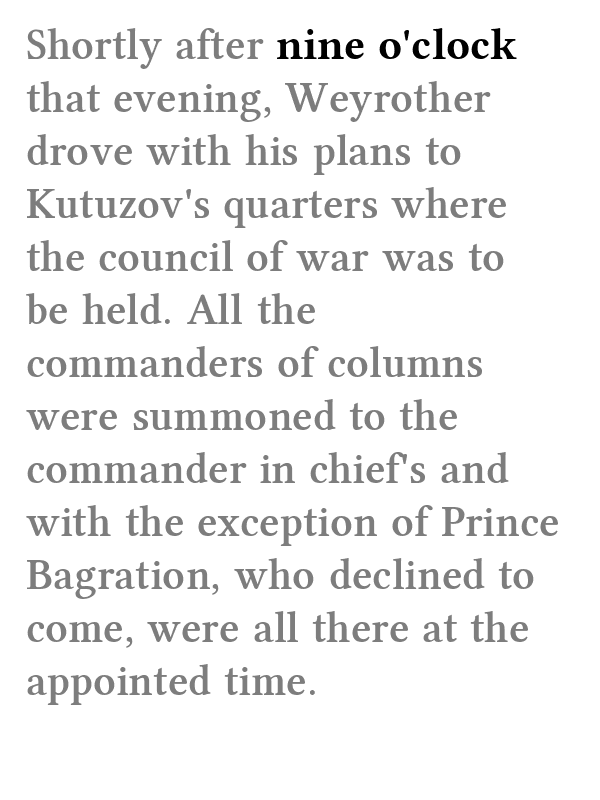 Shortly after nine o'clock
that evening, Weyrother
drove with his plans to
Kutuzov's quarters where
the council of war was to
be held. All the
commanders of columns
were summoned to the
commander in chief's and
with the exception of Prince
Bagration, who declined to
come, were all there at the
appointed time.